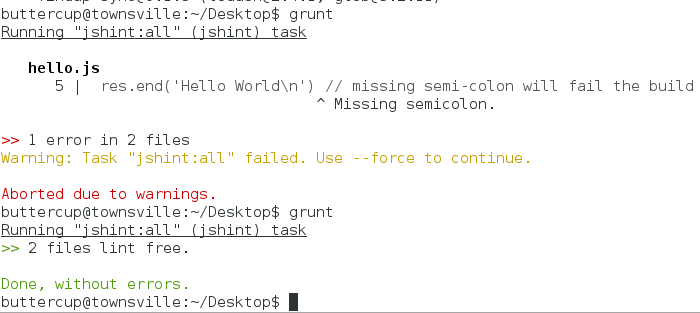 buttercup@townsville:~/Desktop$ grunt
Running "jshint:all" (jshint) task
hello.js
5 | res.end('Hello World\n') // missing semi-colon will fail the build
^ Missing semicolon.
>> 1 error in 2 files
Warning: Task "jshint:all" failed. Use --force to continue.
Aborted due to warnings.
buttercup@townsville:~/Desktop$ grunt
Running "jshint:all" (jshint) task
>> 2 files lint free.
Done, without errors.
buttercup@townsville:~/Desktop$